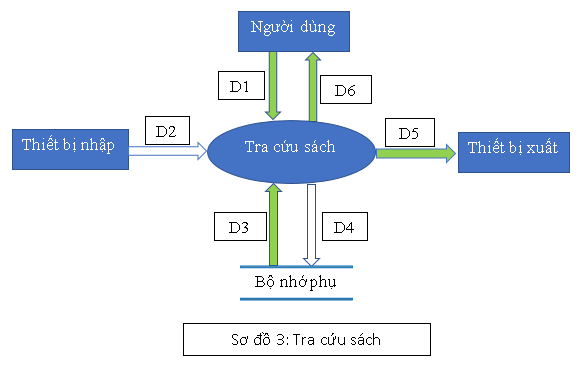 Người dùng
D1
D6
D2
D5
Thiết bị nhập
Tra cứu sách
Thiết bị xuất
D3
D4
Bộ nhớ phụ
Sơ đồ 3: Tra cứu sách